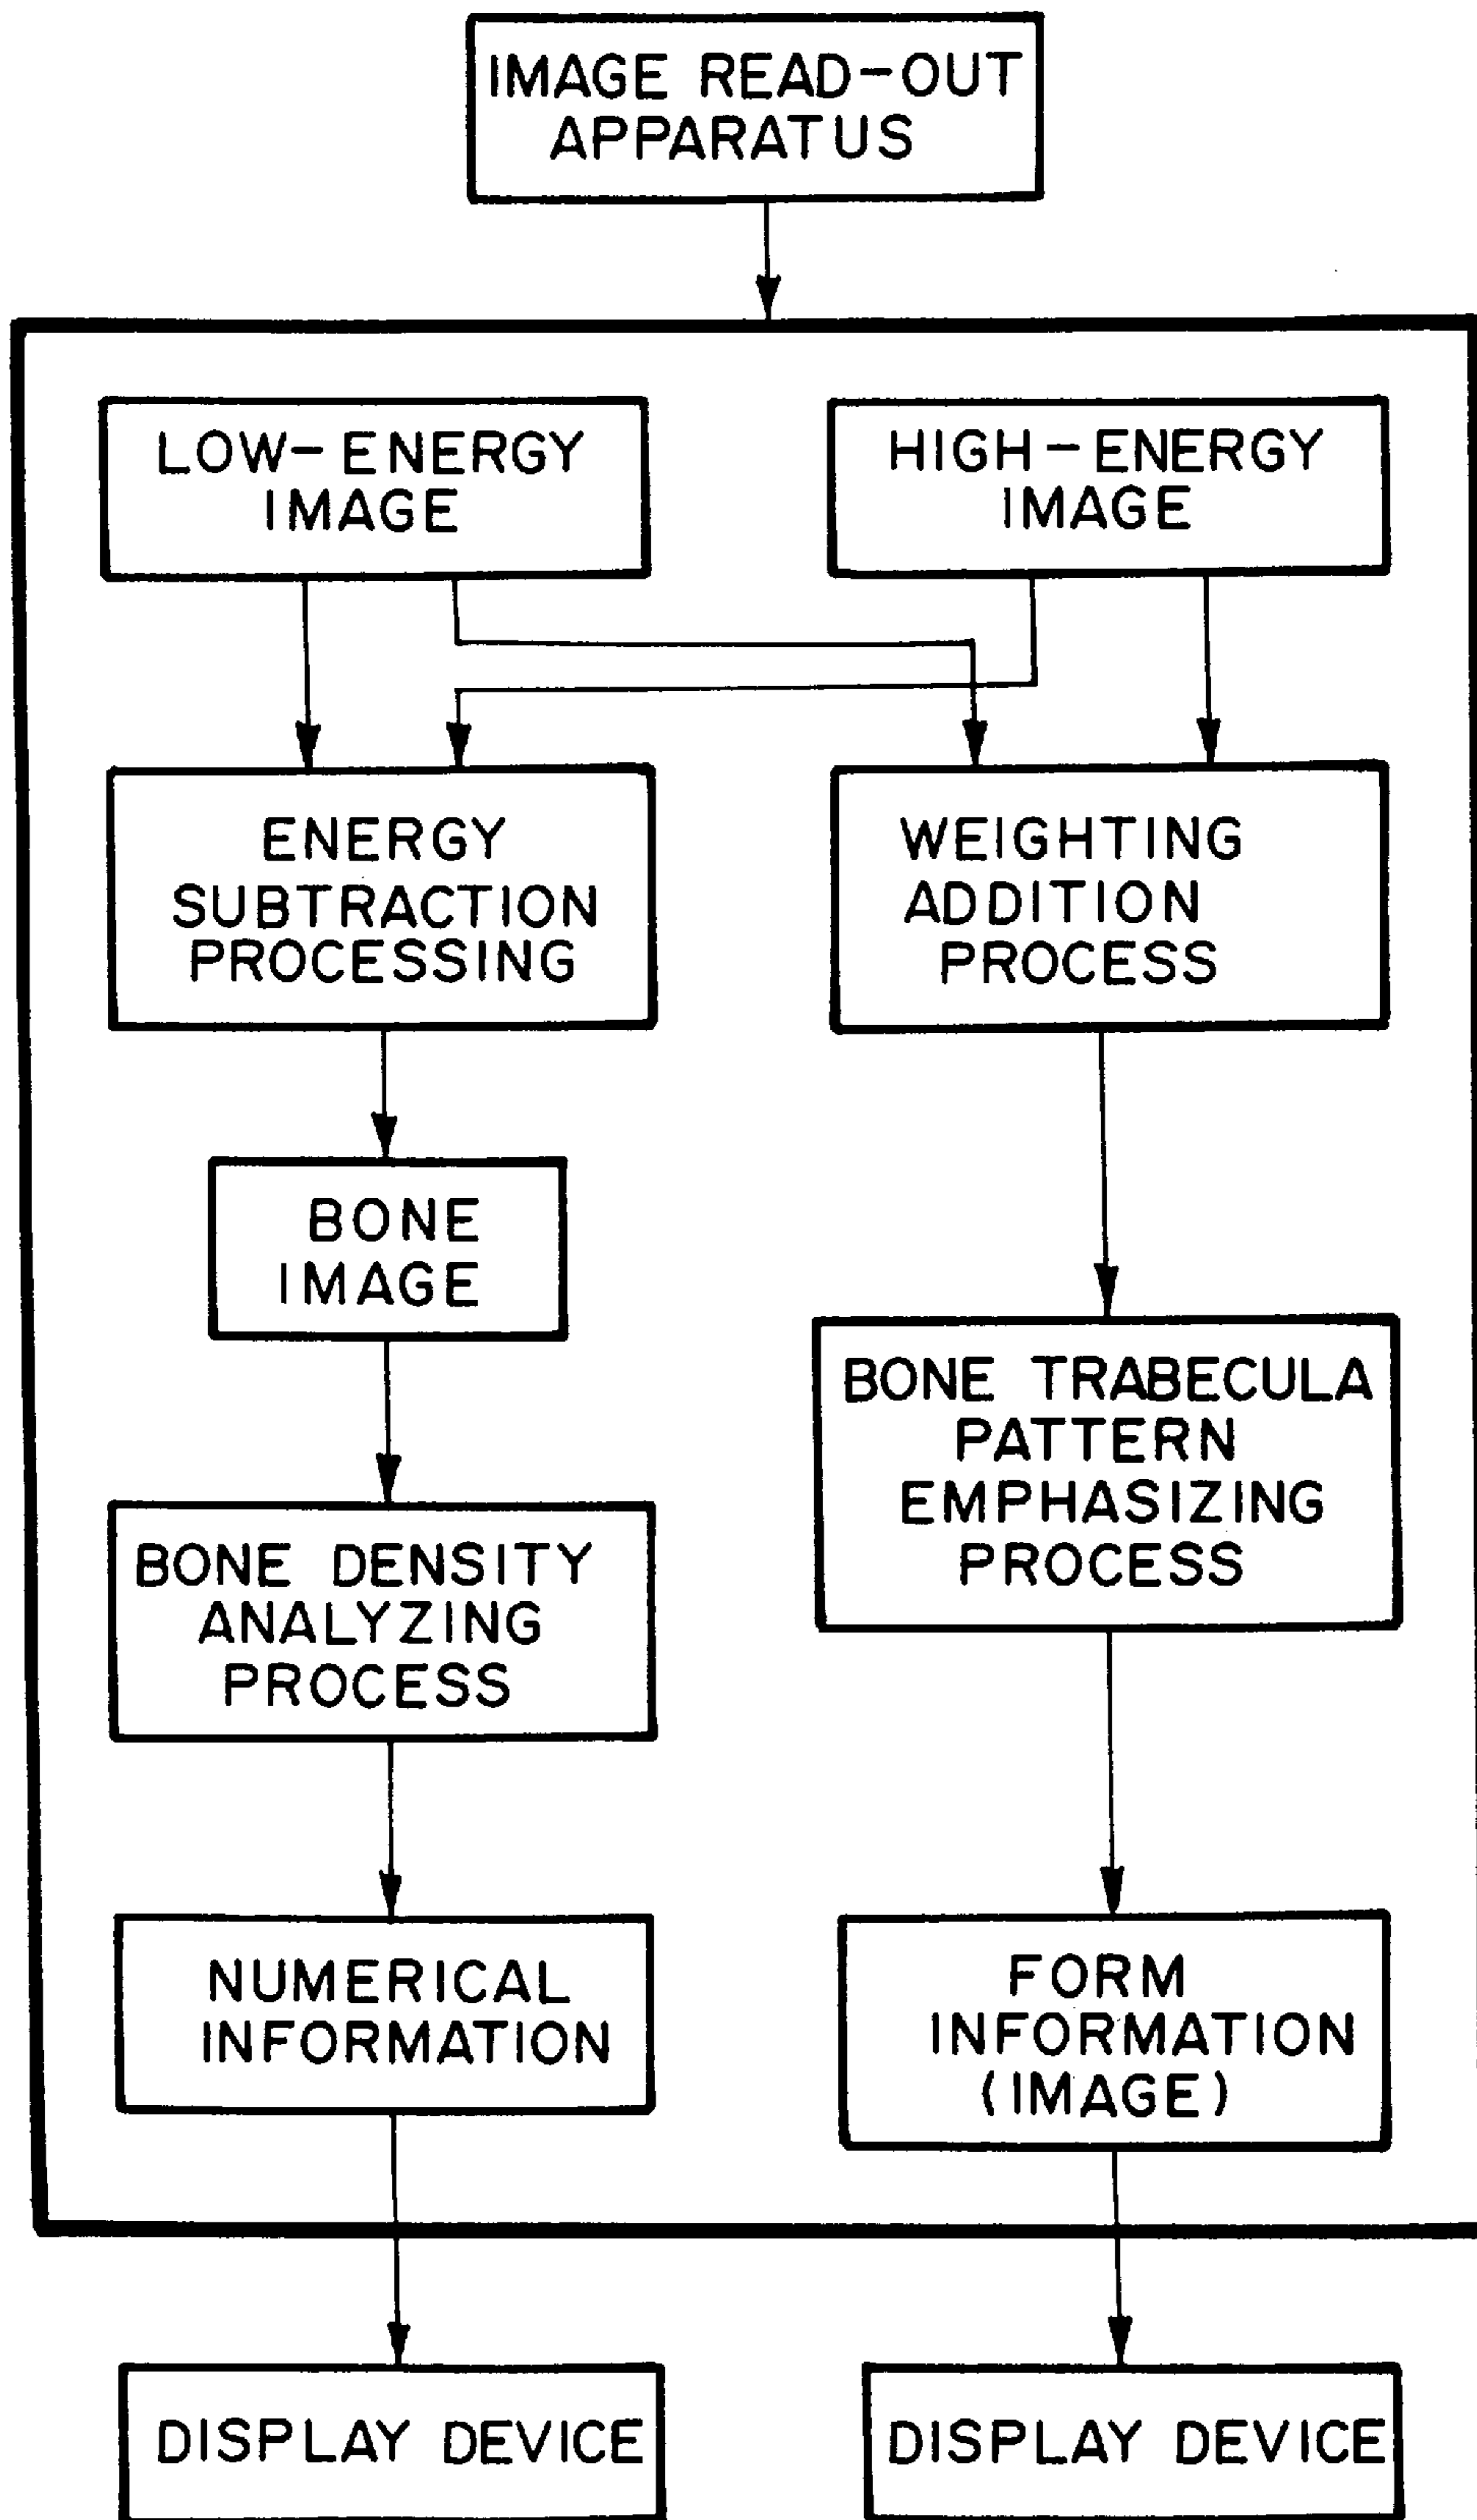 IMAGE READ-OUT
APPARATUS
LOW-ENERGY
IMAGE
HIGH-ENERGY
IMAGE
ENERGY
SUBTRACTION
PROCESSING
WEIGHTING
ADDITION
PROCESS
BONE
IMAGE
BONE TRABECULA
PATTERN
EMPHASIZING
PROCESS
BONE DENSITY
ANALYZING
PROCESS
NUMERICAL
INFORMATION
FORM
INFORMATION
(IMAGE)
DISPLAY DEVICE
DISPLAY DEVICE